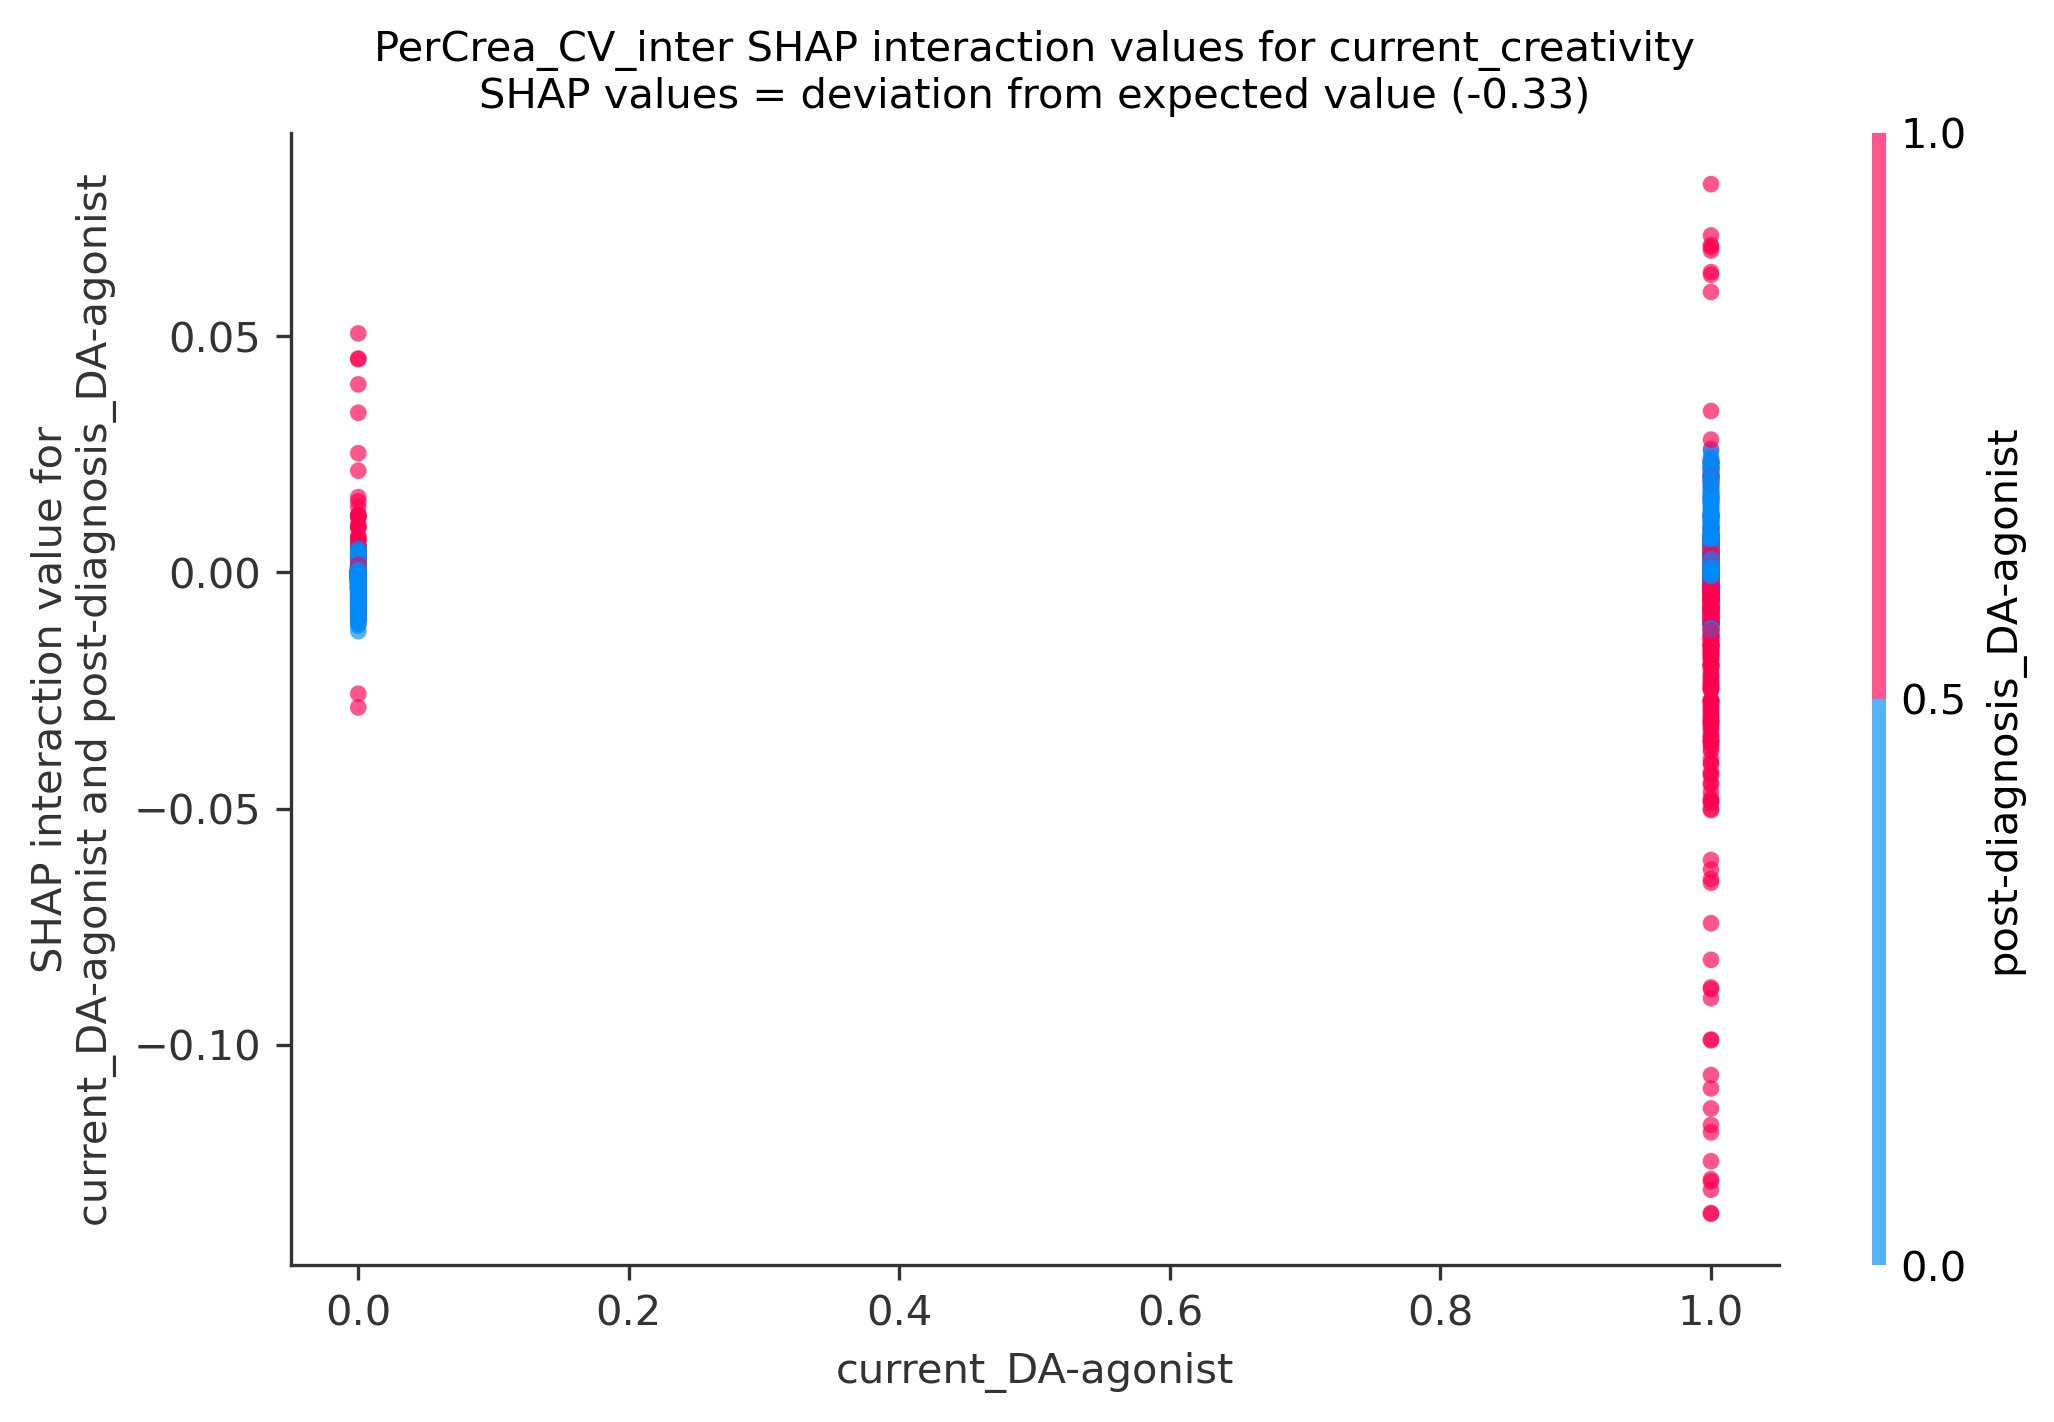 PerCrea_CV_inter SHAP interaction values for current_creativity
SHAP values = deviation from expected value (-0.33)
SHAP interaction value for
current_DA-agonist and post-diagnosis_DA-agonist
0.05
0.00
−0.05
−0.10
0.0
0.2
0.4
0.6
0.8
1.0
current_DA-agonist
1.0
0.5
0.0
post-diagnosis_DA-agonist